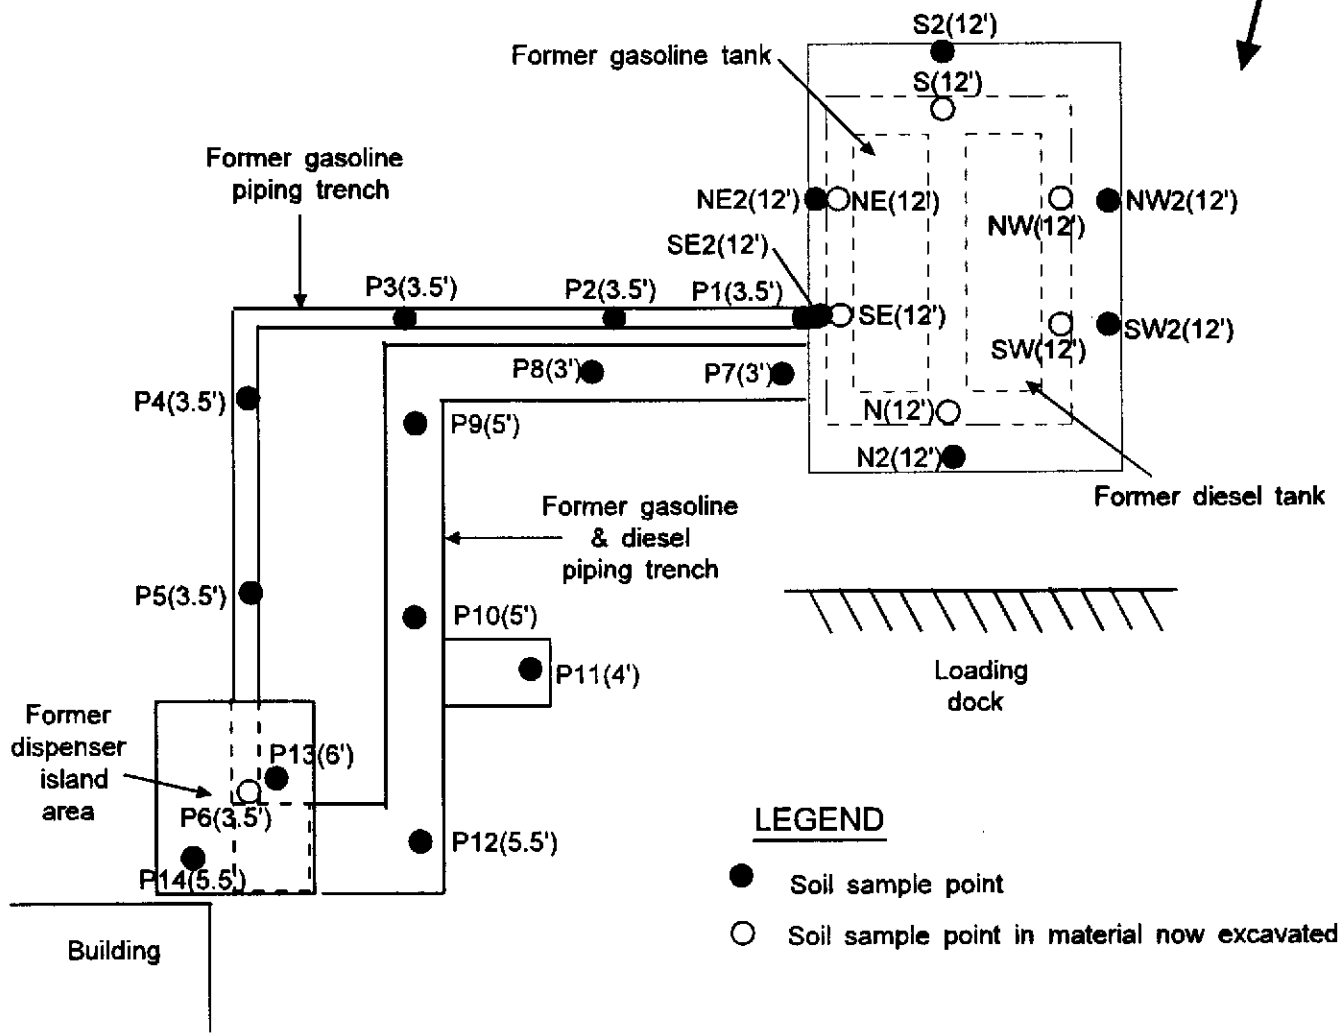 S2(12')
Former gasoline tank
S(12')
Former gasoline
piping trench
NE2(12')
NE(12')
NW(12')
NW2(12')
SE2(12')
P3(3.5')
P2(3.5')
P1(3.5')
SE(12')
SW(12')
SW2(12')
P8(3')
P7(3')
P4(3.5')
N(12')
P9(5')
N2(12')
Former diesel tank
Former gasoline
& diesel
piping trench
P5(3.5')
P10(5')
P11(4')
Loading
dock
Former
dispenser
island
area
P13(6')
P6(3.5')
P12(5.5')
P14(5.5')
LEGEND
Soil sample point
Soil sample point in material now excavated
Building